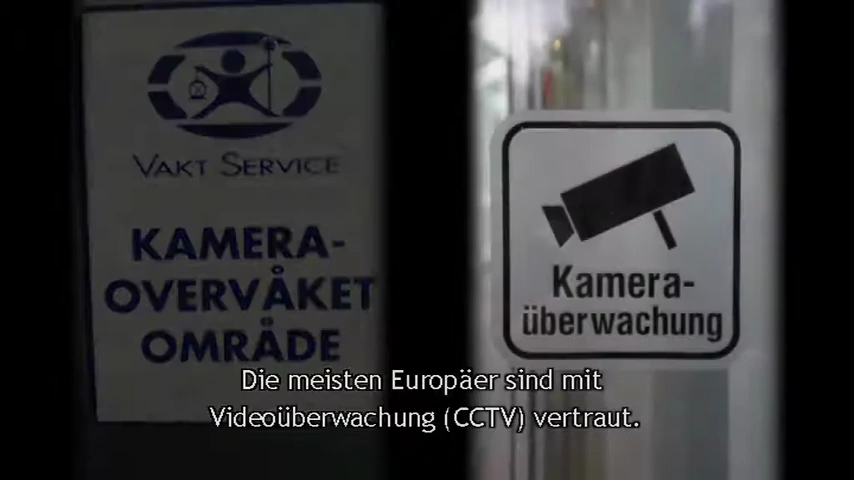 VAKT SERVICE
KAMERA-
OVERVÅKET
OMRÅDE
Kamera-
überwachung
Die meisten Europäer sind mit
Videoüberwachung (CCTV) vertraut.